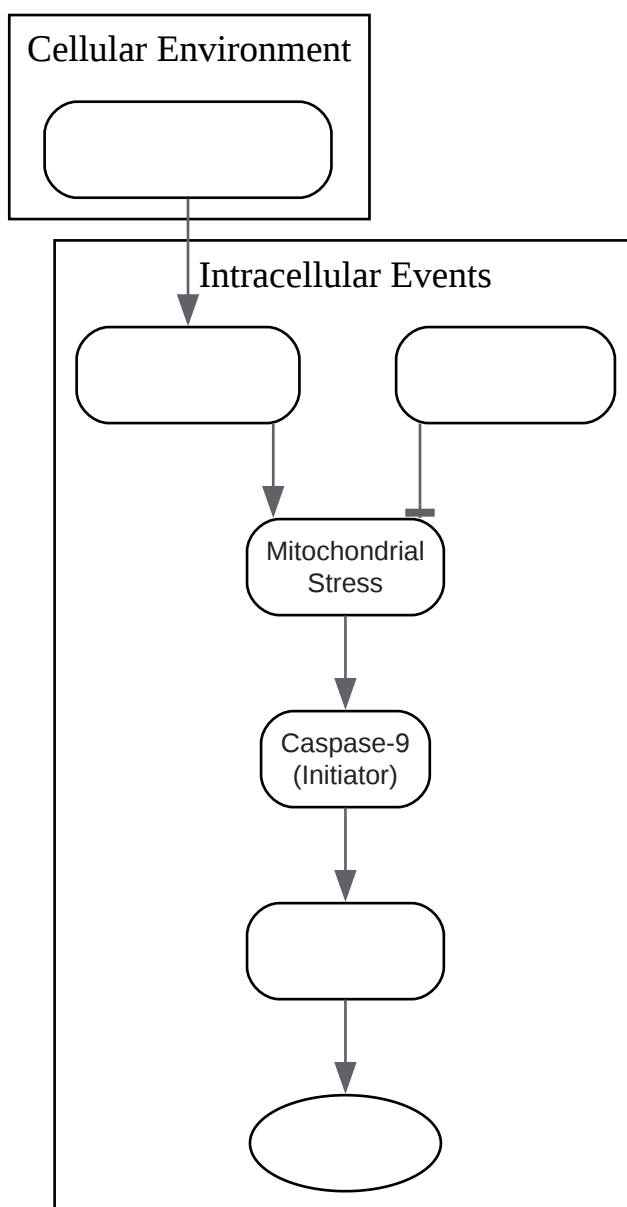 Cellular Environment
Intracellular Events
Mitochondrial
Stress
Caspase-9
(Initiator)